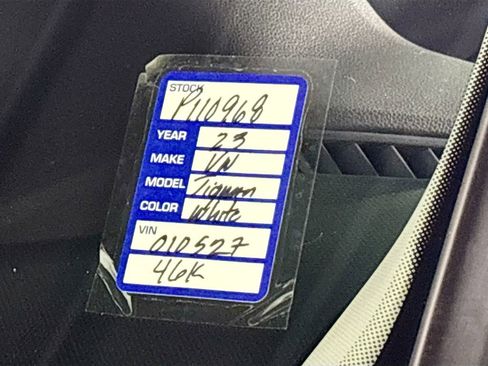 STOCK
P110968
YEAR 23
MAKE VW
MODEL Tiguan
COLOR White
VIN
010527
46K